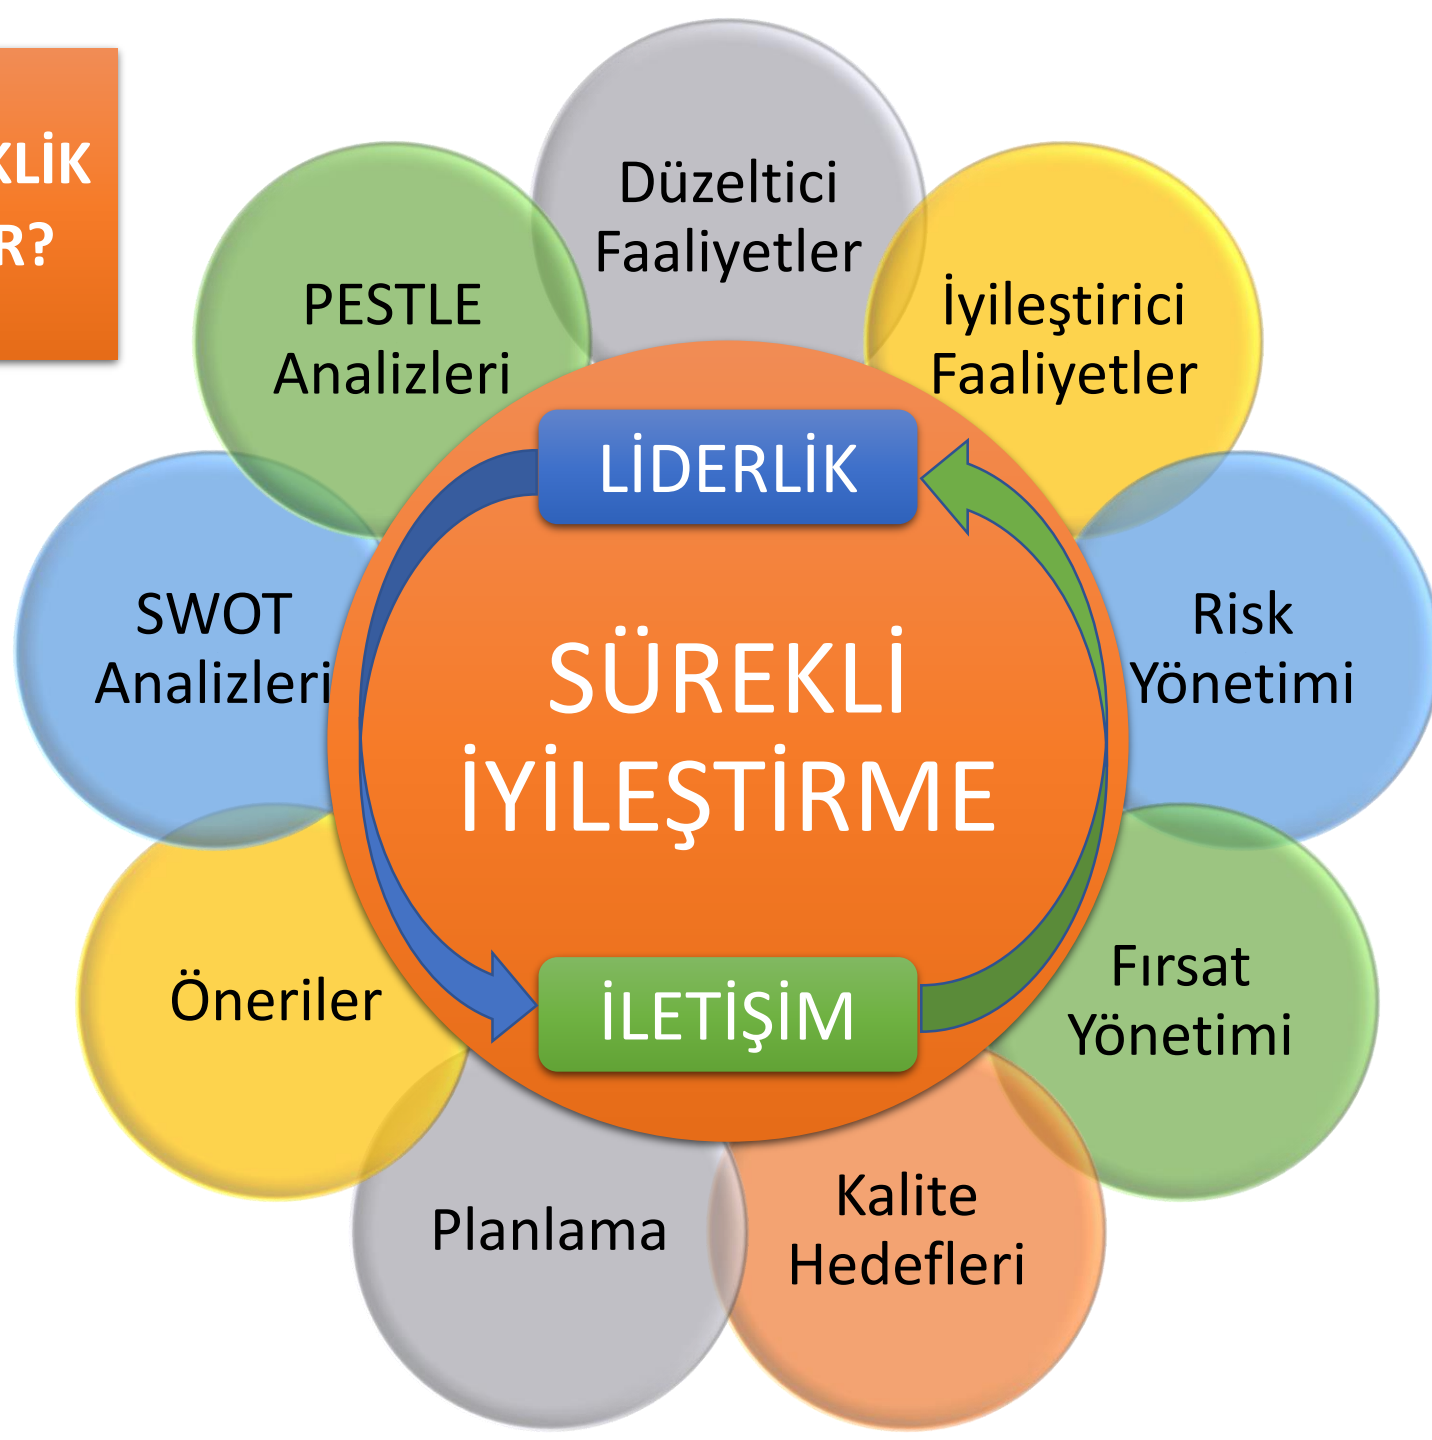 KLİK
R?
Düzeltici
Faaliyetler
İyileştirici
Faaliyetler
Risk
Yönetimi
Fırsat
Yönetimi
Kalite
Hedefleri
Planlama
Öneriler
SWOT
Analizleri
PESTLE
Analizleri
LİDERLİK
SÜREKLİ
İYİLEŞTİRME
İLETİŞİM